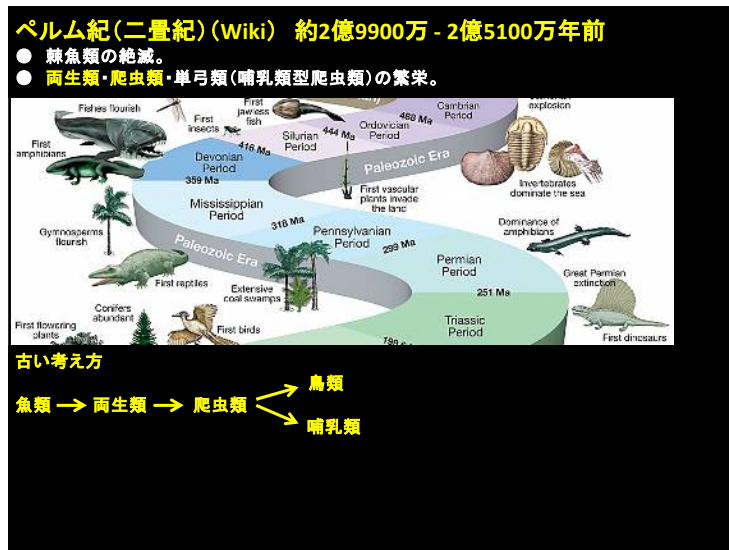 ペルム紀（二畳紀）（Wiki） 約2億9900万 - 2億5100万年前
● 棘魚類の絶滅。
● 両生類・爬虫類・単弓類（哺乳類型爬虫類）の繁栄。
Fishes flourish
First insects
First jawless fish
Cambrian Period
explosion
488 Ma
Ordovician Period
444 Ma
Silurian Period
416 Ma
First amphibians
Devonian Period
359 Ma
Paleozoic Era
First vascular plants invade the land
Invertebrates dominate the sea
Mississippian Period
318 Ma
Pennsylvanian Period
299 Ma
Dominance of amphibians
Gymnosperms flourish
Paleozoic Era
Permian Period
251 Ma
Great Permian extinction
First reptiles
Extensive coal swamps
Conifers abundant
First flowering plants
First birds
Triassic Period
First dinosaurs
古い考え方
魚類 → 両生類 → 爬虫類
鳥類
哺乳類